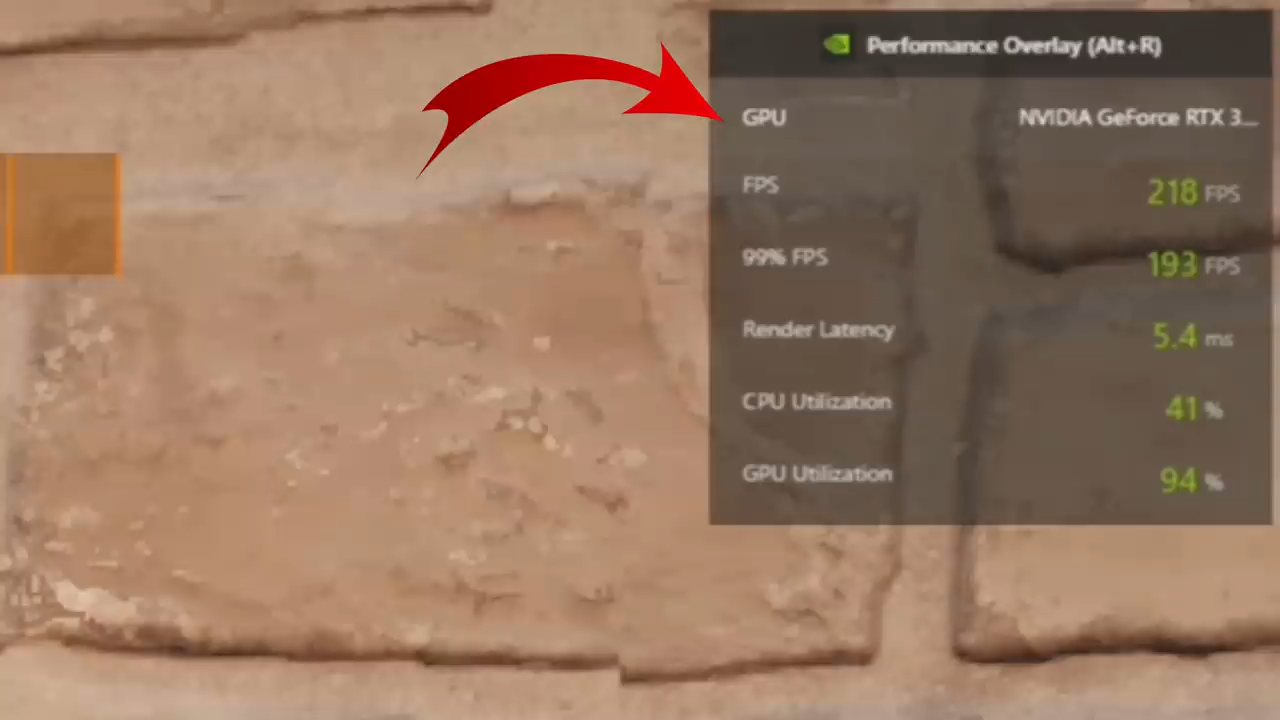 Performance Overlay (Alt+R)
GPU NVIDIA GeForce RTX 3...
FPS 218 FPS
99% FPS 193 FPS
Render Latency 5.4 ms
CPU Utilization 41 %
GPU Utilization 94 %